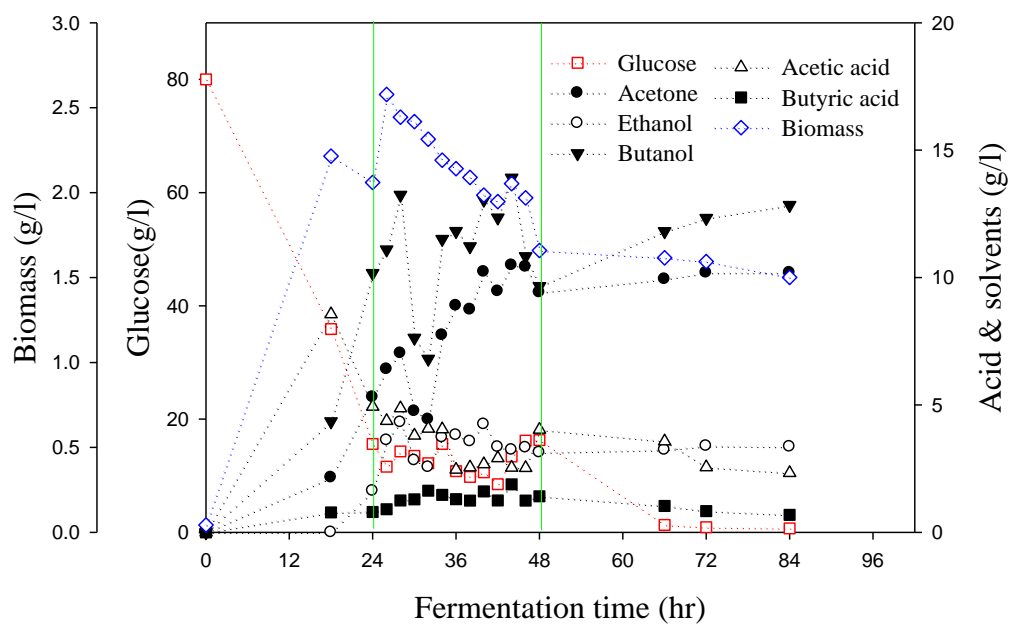 3.0
2.5
2.0
1.5
1.0
0.5
0.0
Biomass (g/l)
80
60
40
20
0
Glucose(g/l)
Glucose
Acetone
Ethanol
Butanol
Acetic acid
Butyric acid
Biomass
20
15
10
5
0
Acid & solvents (g/l)
0 12 24 36 48 60 72 84 96
Fermentation time (hr)